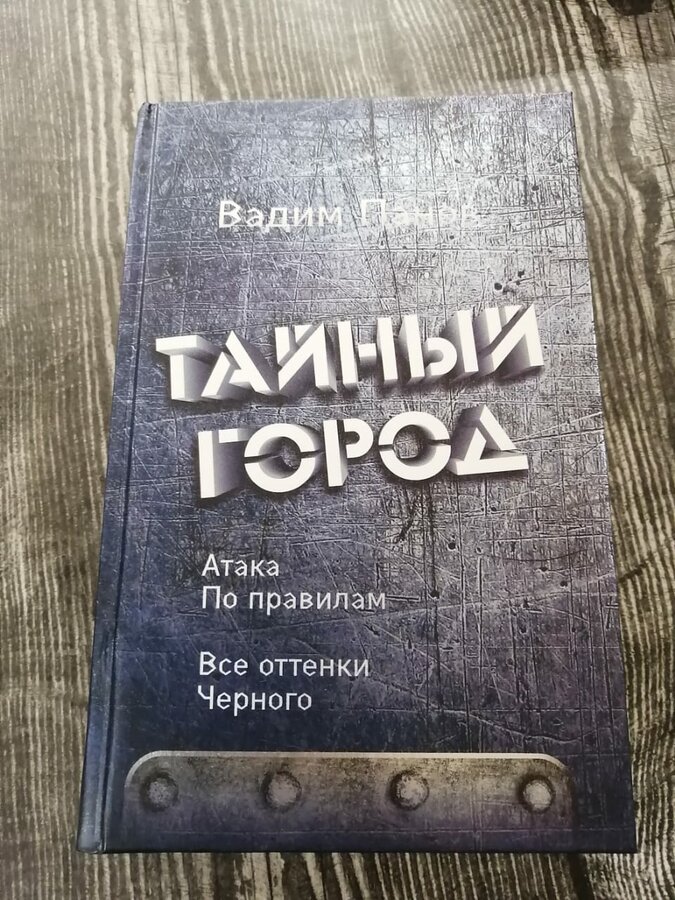 Вадим Панов
ТАЙНЫЙ
ГОРОД
Атака
По правилам
Все оттенки
Черного